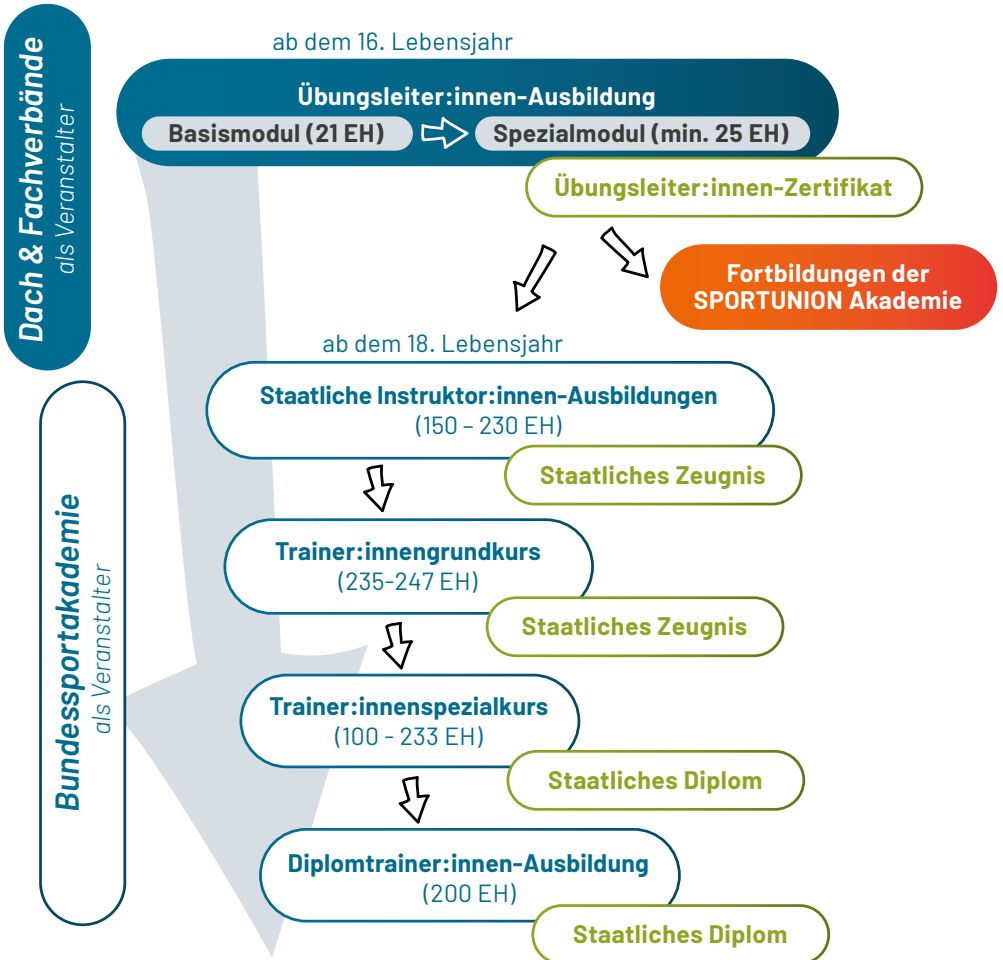 Dach & Fachverbände
als Veranstalter
ab dem 16. Lebensjahr
Übungsleiter:innen-Ausbildung
Basismodul (21 EH)
Spezialmodul (min. 25 EH)
Übungsleiter:innen-Zertifikat
Fortbildungen der
SPORTUNION Akademie
Bundessportakademie
als Veranstalter
ab dem 18. Lebensjahr
Staatliche Instruktor:innen-Ausbildungen
(150 – 230 EH)
Staatliches Zeugnis
Trainer:innengrundkurs
(235-247 EH)
Staatliches Zeugnis
Trainer:innenspezialkurs
(100 - 233 EH)
Staatliches Diplom
Diplomtrainer:innen-Ausbildung
(200 EH)
Staatliches Diplom